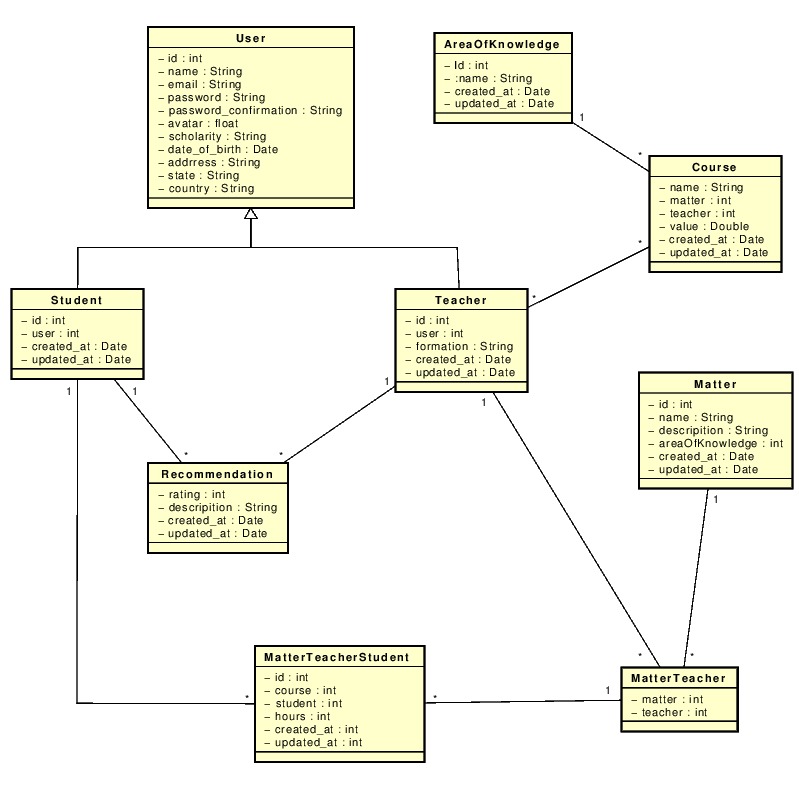 User
– id : int
– name : String
– email : String
– password : String
– password_confirmation : String
– avatar : float
– scholarity : String
– date_of_birth : Date
– addrress : String
– state : String
– country : String
AreaOfKnowledge
– Id : int
– :name : String
– created_at : Date
– updated_at : Date
1
*
Course
– name : String
– matter : int
– teacher : int
– value : Double
– created_at : Date
– updated_at : Date
*
*
Student
– id : int
– user : int
– created_at : Date
– updated_at : Date
1
1
Teacher
– id : int
– user : int
– formation : String
– created_at : Date
– updated_at : Date
1
1
Matter
– id : int
– name : String
– descripition : String
– areaOfKnowledge : int
– created_at : Date
– updated_at : Date
1
*
*
Recommendation
– rating : int
– descripition : String
– created_at : Date
– updated_at : Date
MatterTeacherStudent
– id : int
– course : int
– student : int
– hours : int
– created_at : int
– updated_at : int
*
*
1
*
*
MatterTeacher
– matter : int
– teacher : int